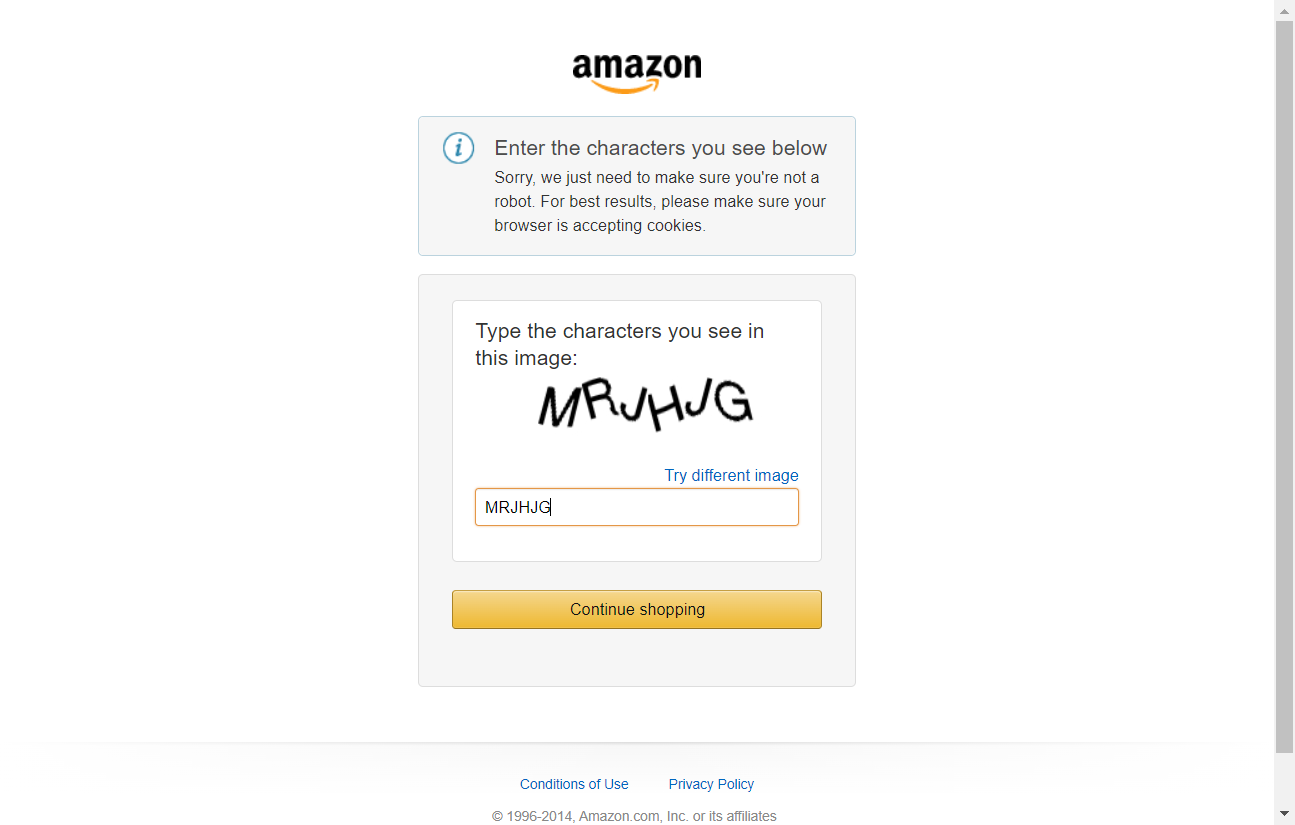 amazon
Enter the characters you see below
Sorry, we just need to make sure you're not a
robot. For best results, please make sure your
browser is accepting cookies.
Type the characters you see in
this image:
MRJHJG
Try different image
MRJHJG
Continue shopping
Conditions of Use Privacy Policy
© 1996-2014, Amazon.com, Inc. or its affiliates